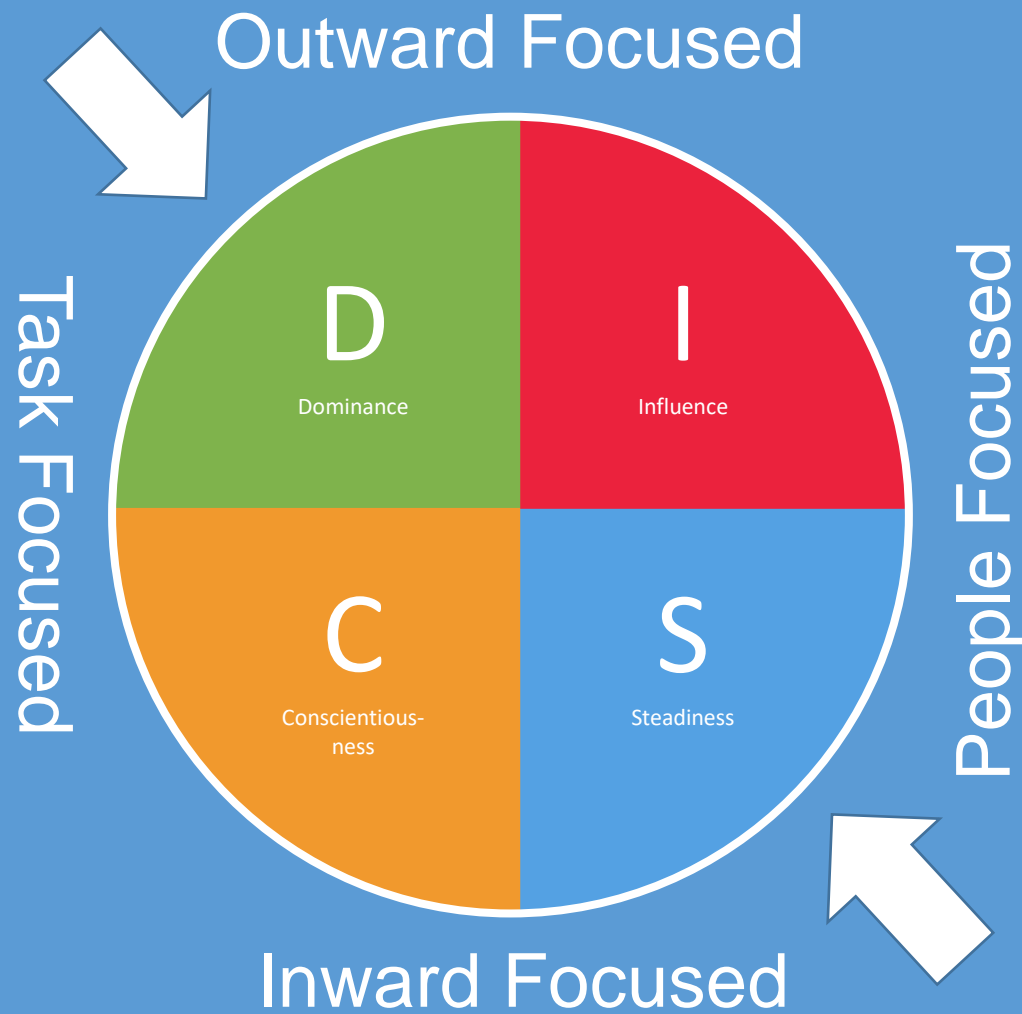 Outward Focused
Task Focused
D
Dominance
I
Influence
People Focused
C
Conscientious-
ness
S
Steadiness
Inward Focused